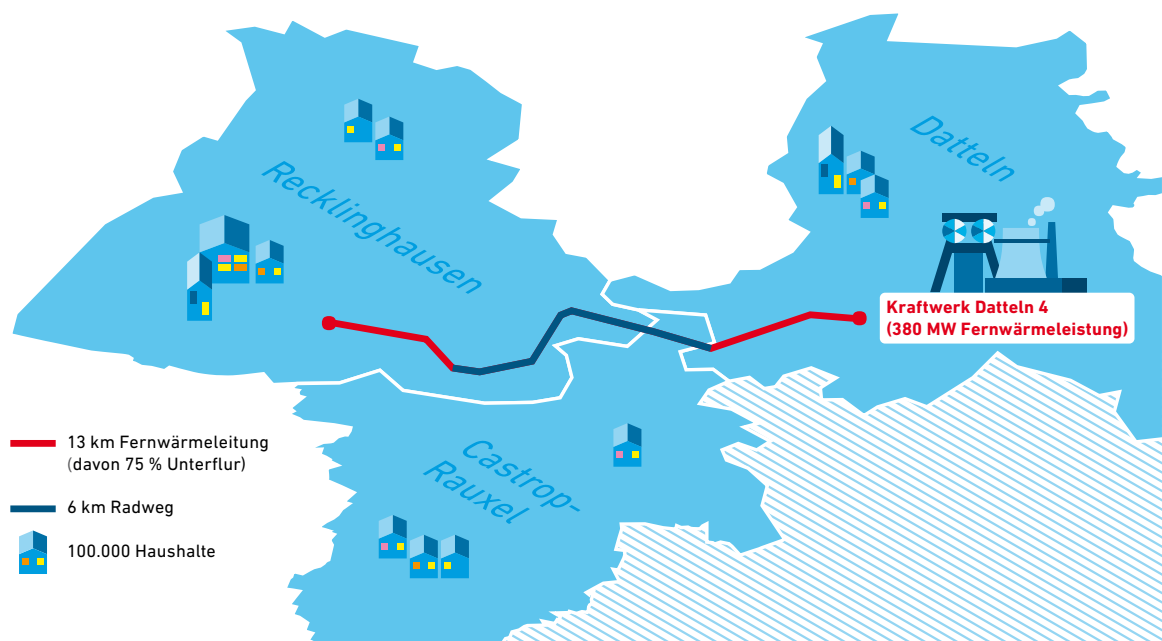 Recklinghausen
Datteln
Kraftwerk Datteln 4
(380 MW Fernwärmeleistung)
Castrop-
Rauxel
13 km Fernwärmeleitung
(davon 75 % Unterflur)
6 km Radweg
100.000 Haushalte